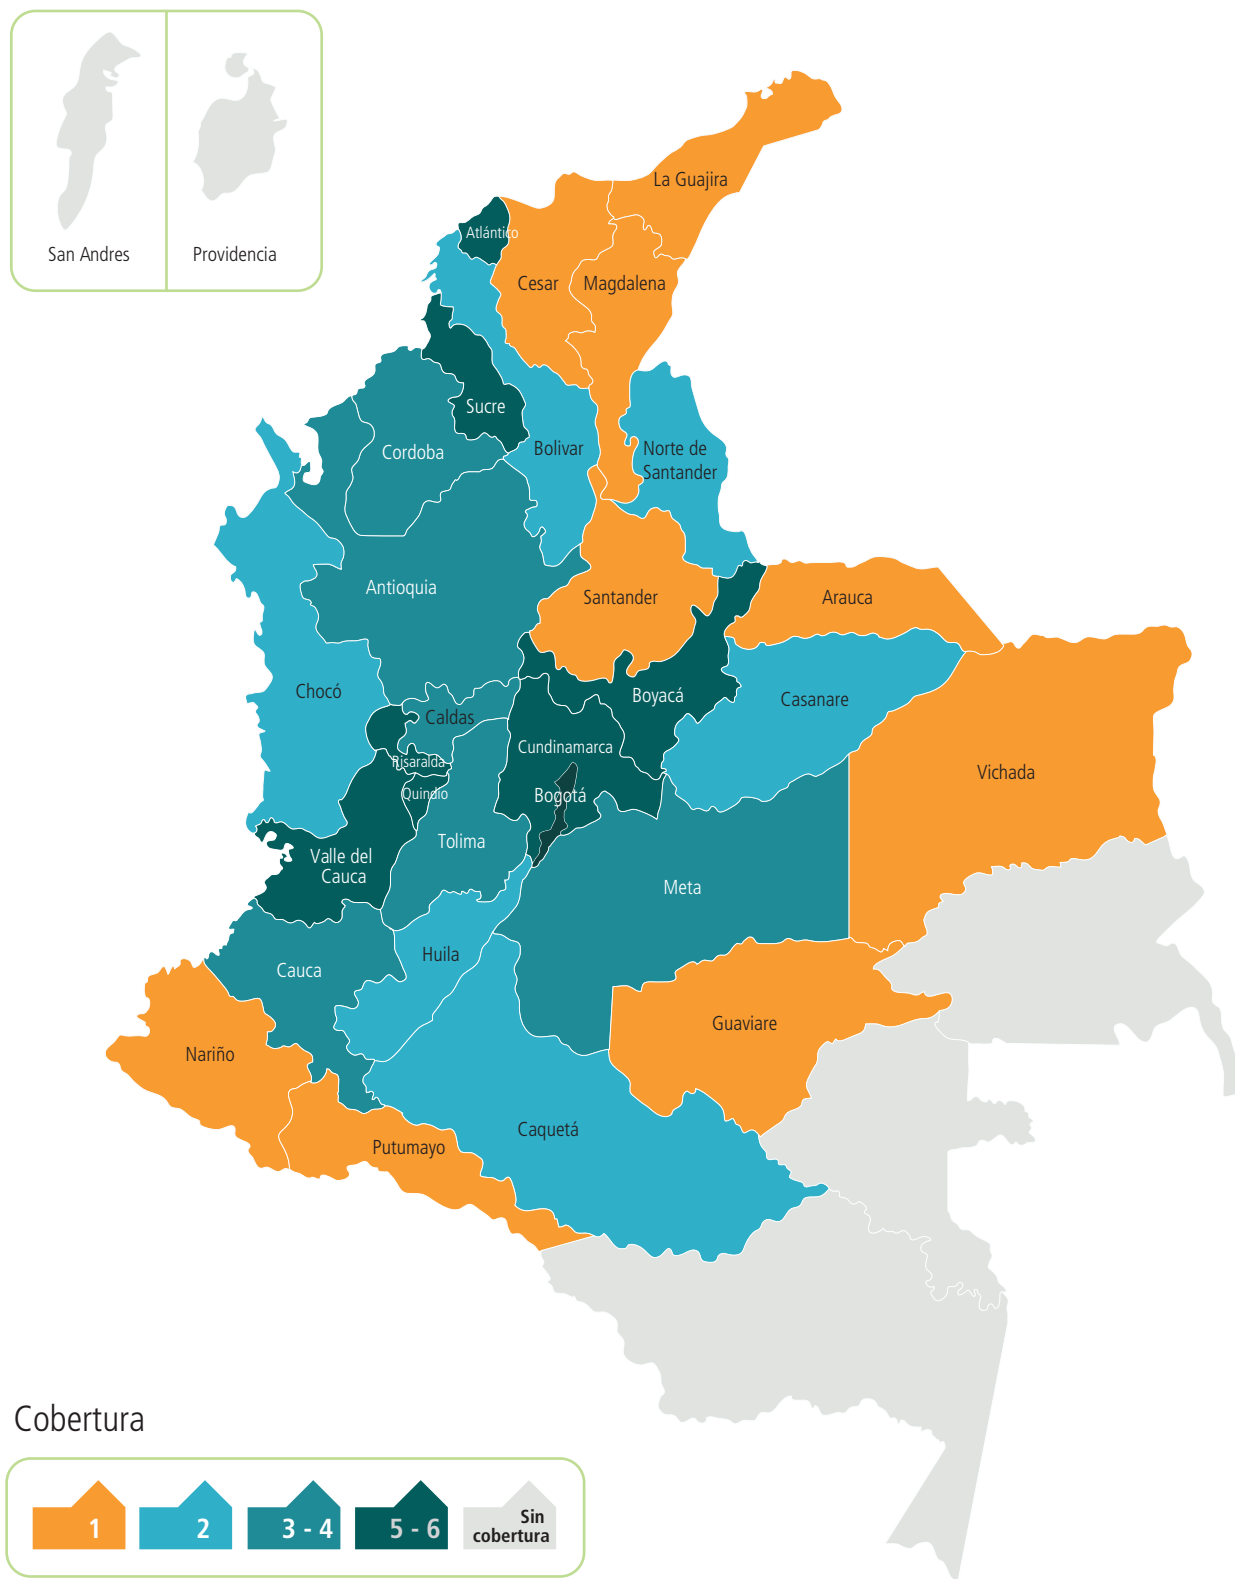 San Andres
Providencia
La Guajira
Atlántico
Cesar
Magdalena
Sucre
Cordoba
Bolivar
Norte de
Santander
Antioquia
Santander
Arauca
Chocó
Boyacá
Casanare
Caldas
Cundinamarca
Risaralda
Vichada
Quindio
Bogotá
Tolima
Valle del
Cauca
Meta
Huila
Cauca
Guaviare
Nariño
Caquetá
Putumayo
Cobertura
1
2
3 - 4
5 - 6
Sin
cobertura